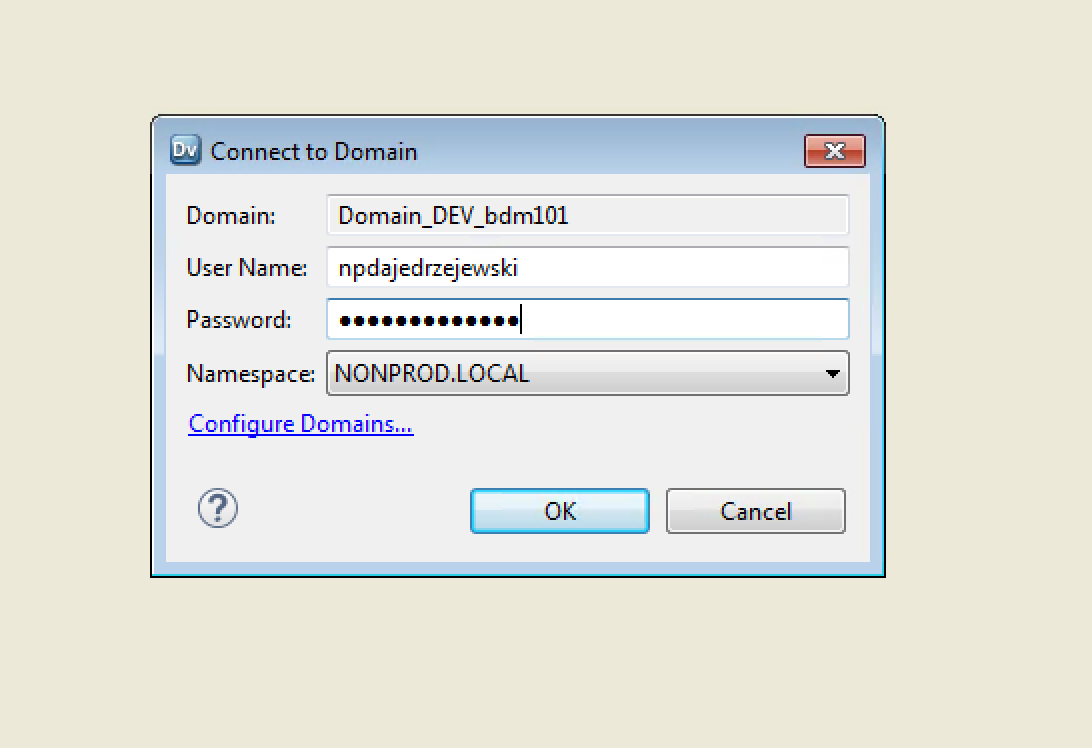 Dv Connect to Domain
Domain: Domain_DEV_bdm101
User Name: npdajedrzejewski
Password: •••••••••••••
Namespace: NONPROD.LOCAL
Configure Domains...
? OK Cancel